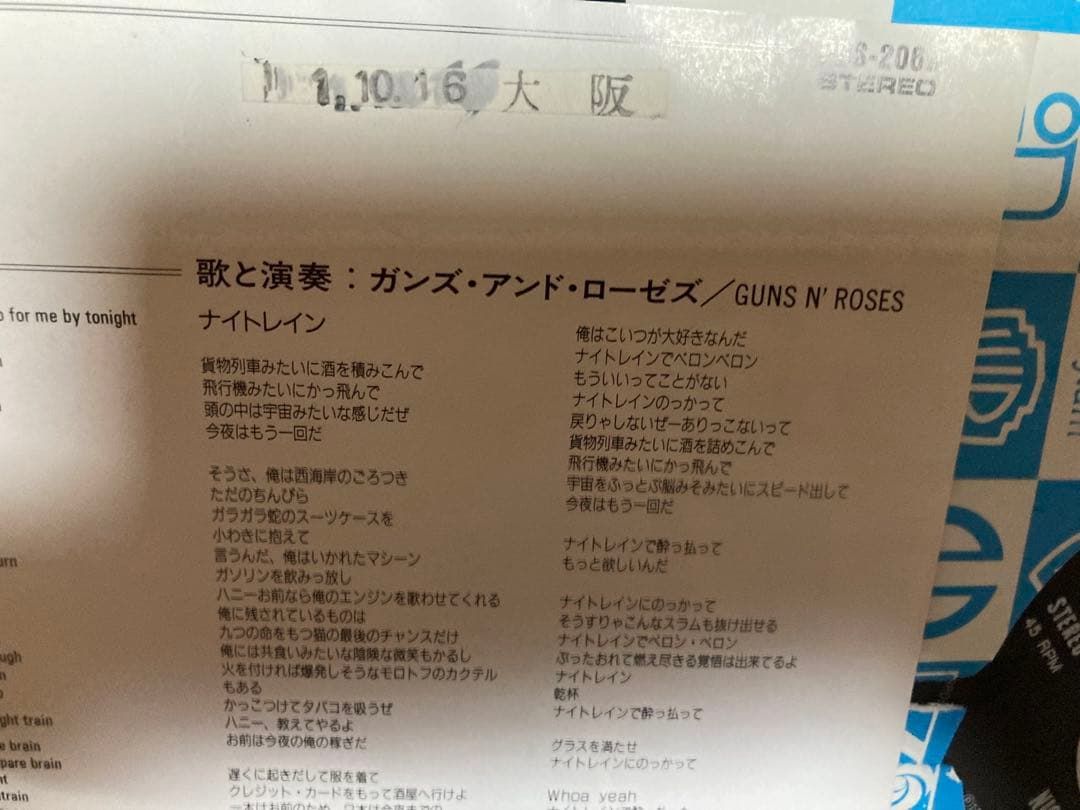 1.10.16 大阪
S-206
STEREO
歌と演奏：ガンズ・アンド・ローゼズ／GUNS N' ROSES
for me by tonight
ナイトレイン
貨物列車みたいに酒を積みこんで
飛行機みたいにかっ飛んで
頭の中は宇宙みたいな感じだぜ
今夜はもう一回だ
そうさ、俺は西海岸のごろつき
ただのちんぴら
ガラガラ蛇のスーツケースを
小わきに抱えて
言うんだ、俺はいかれたマシーン
ガソリンを飲みっ放し
ハニーお前なら俺のエンジンを歌わせてくれる
俺に残されているものは
九つの命をもつ猫の最後のチャンスだけ
俺には共食いみたいな陰険な微笑もかるし
火を付ければ爆発しそうなモロトフのカクテル
もある
かっこつけてタバコを吸うぜ
ハニー、教えてやるよ
お前は今夜の俺の稼ぎだ
遅くに起きだして服を着て
クレジット・カードをもって酒屋へ行けよ
一本はお前のため、
俺はこいつが大好きなんだ
ナイトレインでベロンベロン
もういいってことがない
ナイトレインのっかって
戻りゃしないぜーありっこないって
貨物列車みたいに酒を詰めこんで
飛行機みたいにかっ飛んで
宇宙をふっとぶ脳みそみたいにスピード出して
今夜はもう一回だ
ナイトレインで酔っ払って
もっと欲しいんだ
ナイトレインにのっかって
そうすりゃこんなスラムも抜け出せる
ナイトレインでベロン・ベロン
ぶったおれて燃え尽きる覚悟は出来てるよ
ナイトレイン
乾杯
ナイトレインで酔っ払って
グラスを満たせ
ナイトレインにのっかって
Whoa yeah
ght train
brain
pare brain
train
STEREO
45 RPM